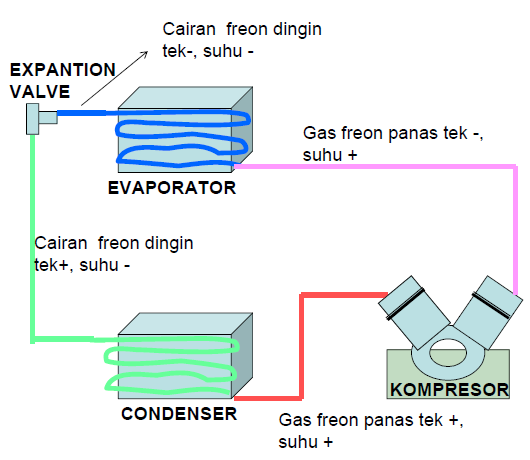 Cairan  freon dingin
tek-, suhu -
EXPANTION
VALVE
Gas freon panas tek -,
suhu +
EVAPORATOR
Cairan  freon dingin
tek+, suhu -
KOMPRESOR
CONDENSER
Gas freon panas tek +,
suhu +